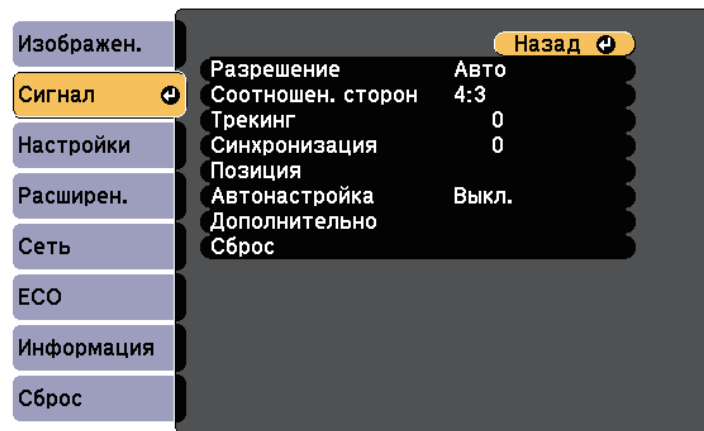 Изображен.
Сигнал
Настройки
Расширен.
Сеть
ECO
Информация
Сброс
Назад
Разрешение Авто
Соотношен. сторон 4:3
Трекинг 0
Синхронизация 0
Позиция
Автонастройка Выкл.
Дополнительно
Сброс